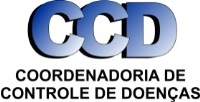 CCD
COORDENADORIA DE
CONTROLE DE DOENÇAS